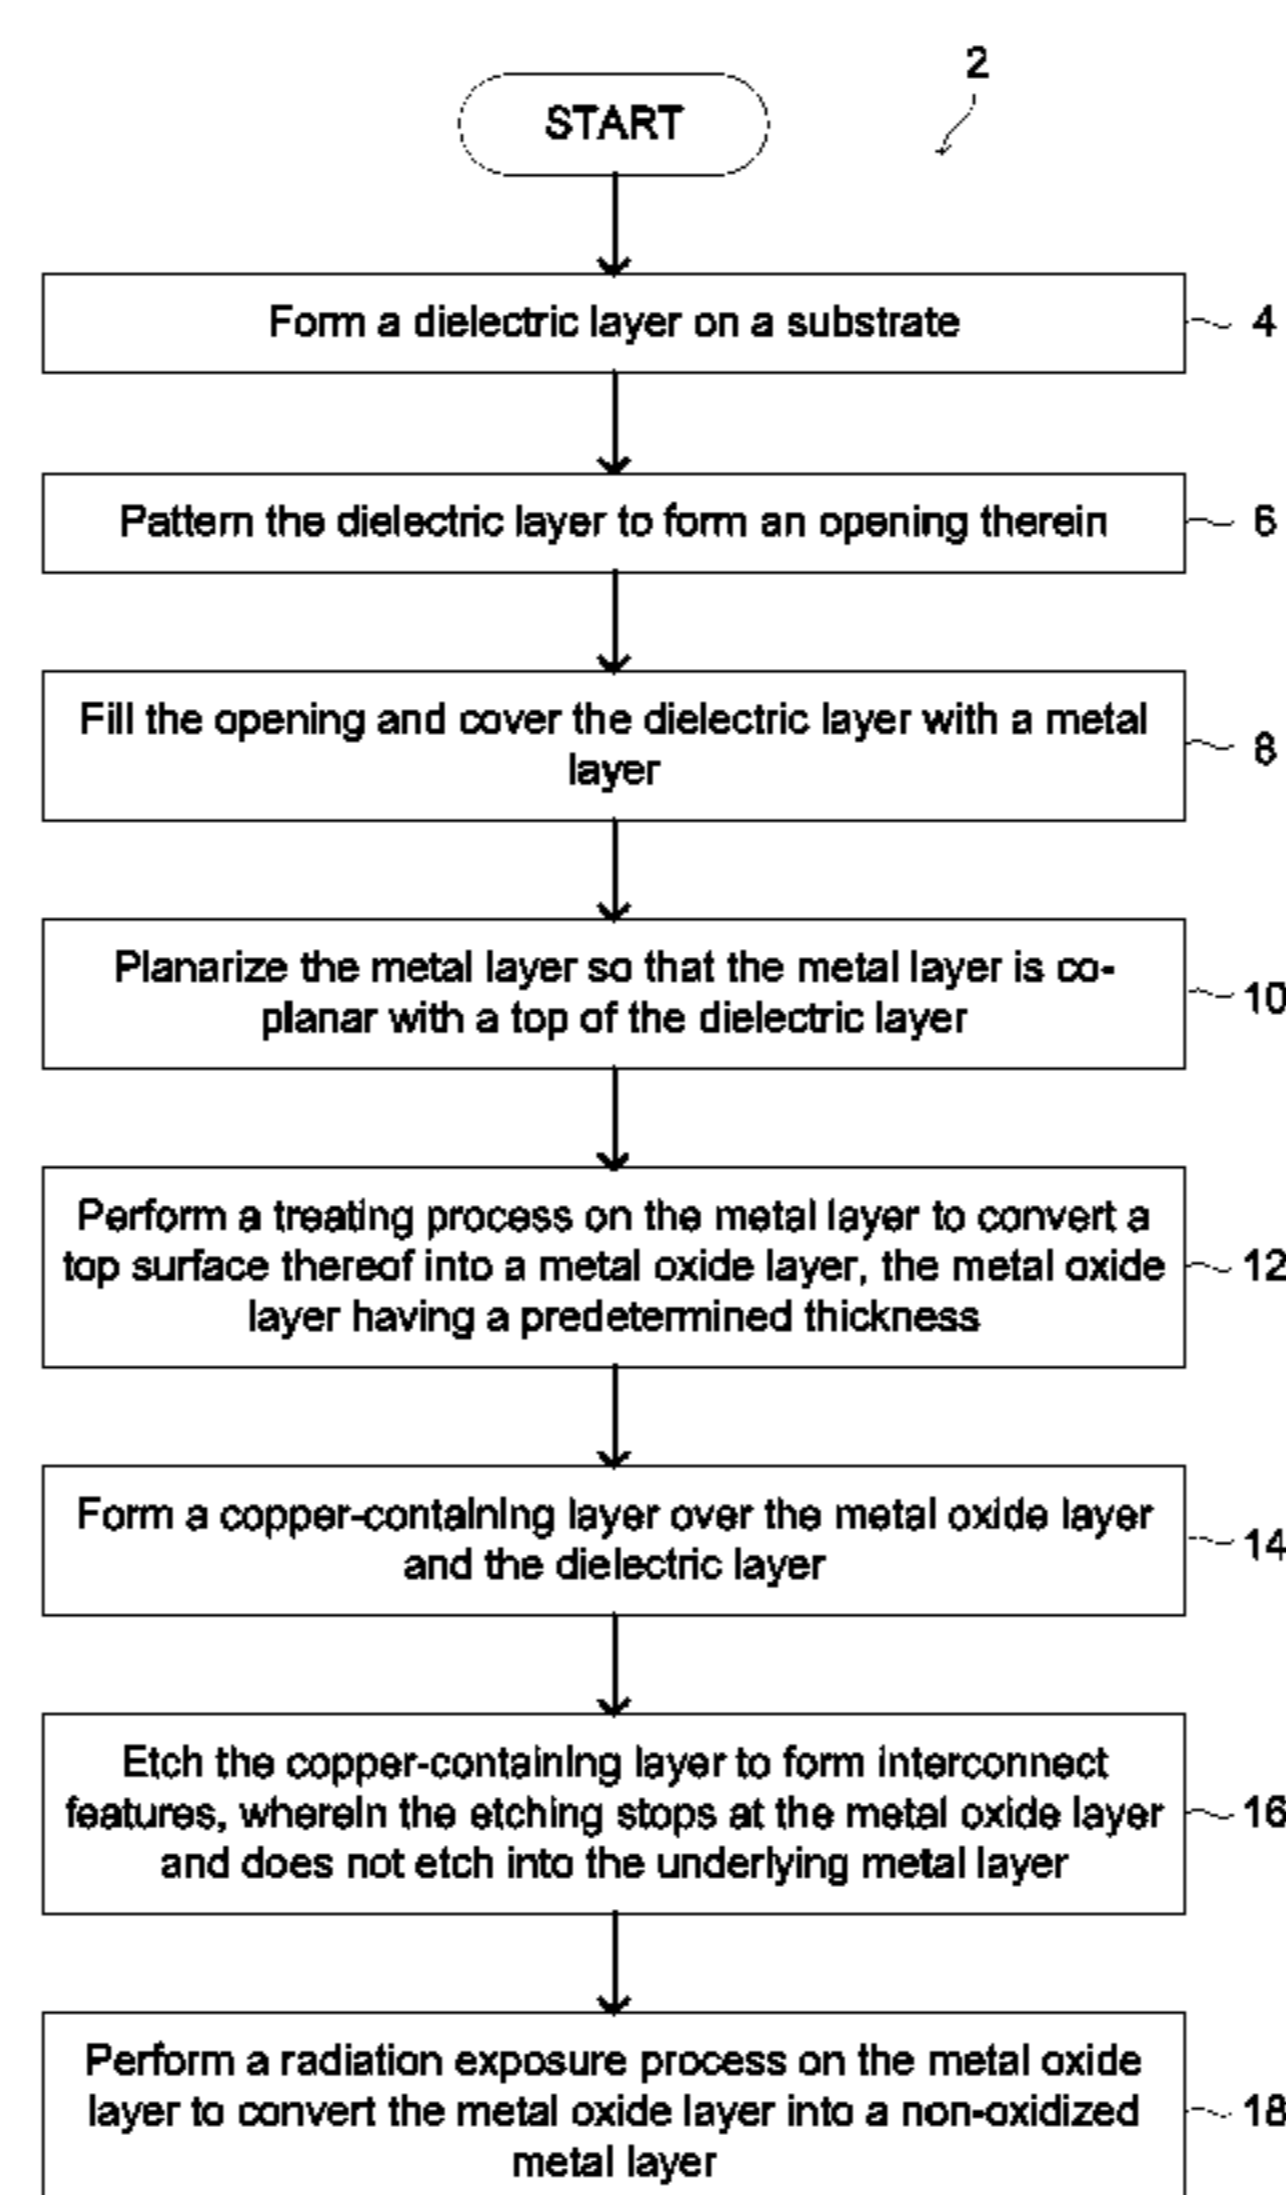 2
START
Form a dielectric layer on a substrate
4
Pattern the dielectric layer to form an opening therein
6
Fill the opening and cover the dielectric layer with a metal
layer
8
Planarize the metal layer so that the metal layer is co-
planar with a top of the dielectric layer
10
Perform a treating process on the metal layer to convert a
top surface thereof into a metal oxide layer, the metal oxide
layer having a predetermined thickness
12
Form a copper-containing layer over the metal oxide layer
and the dielectric layer
14
Etch the copper-containing layer to form interconnect
features, wherein the etching stops at the metal oxide layer
and does not etch into the underlying metal layer
16
Perform a radiation exposure process on the metal oxide
layer to convert the metal oxide layer into a non-oxidized
metal layer
18